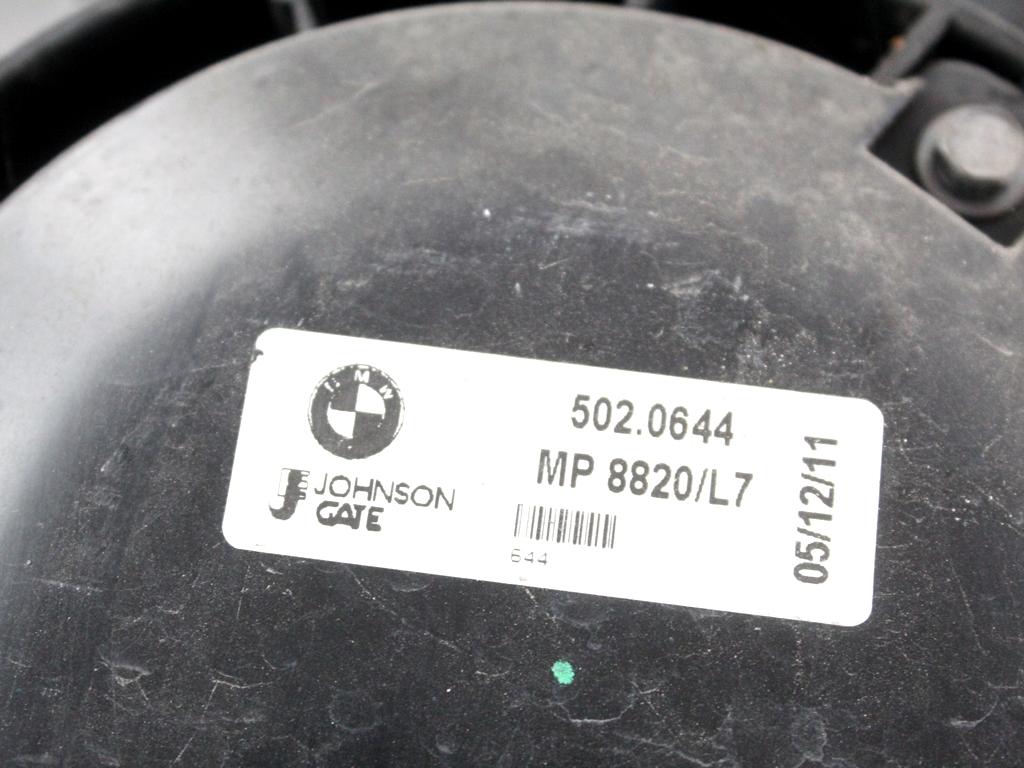 BMW
JOHNSON
GATE
502.0644
MP 8820/L7
644
05/12/11